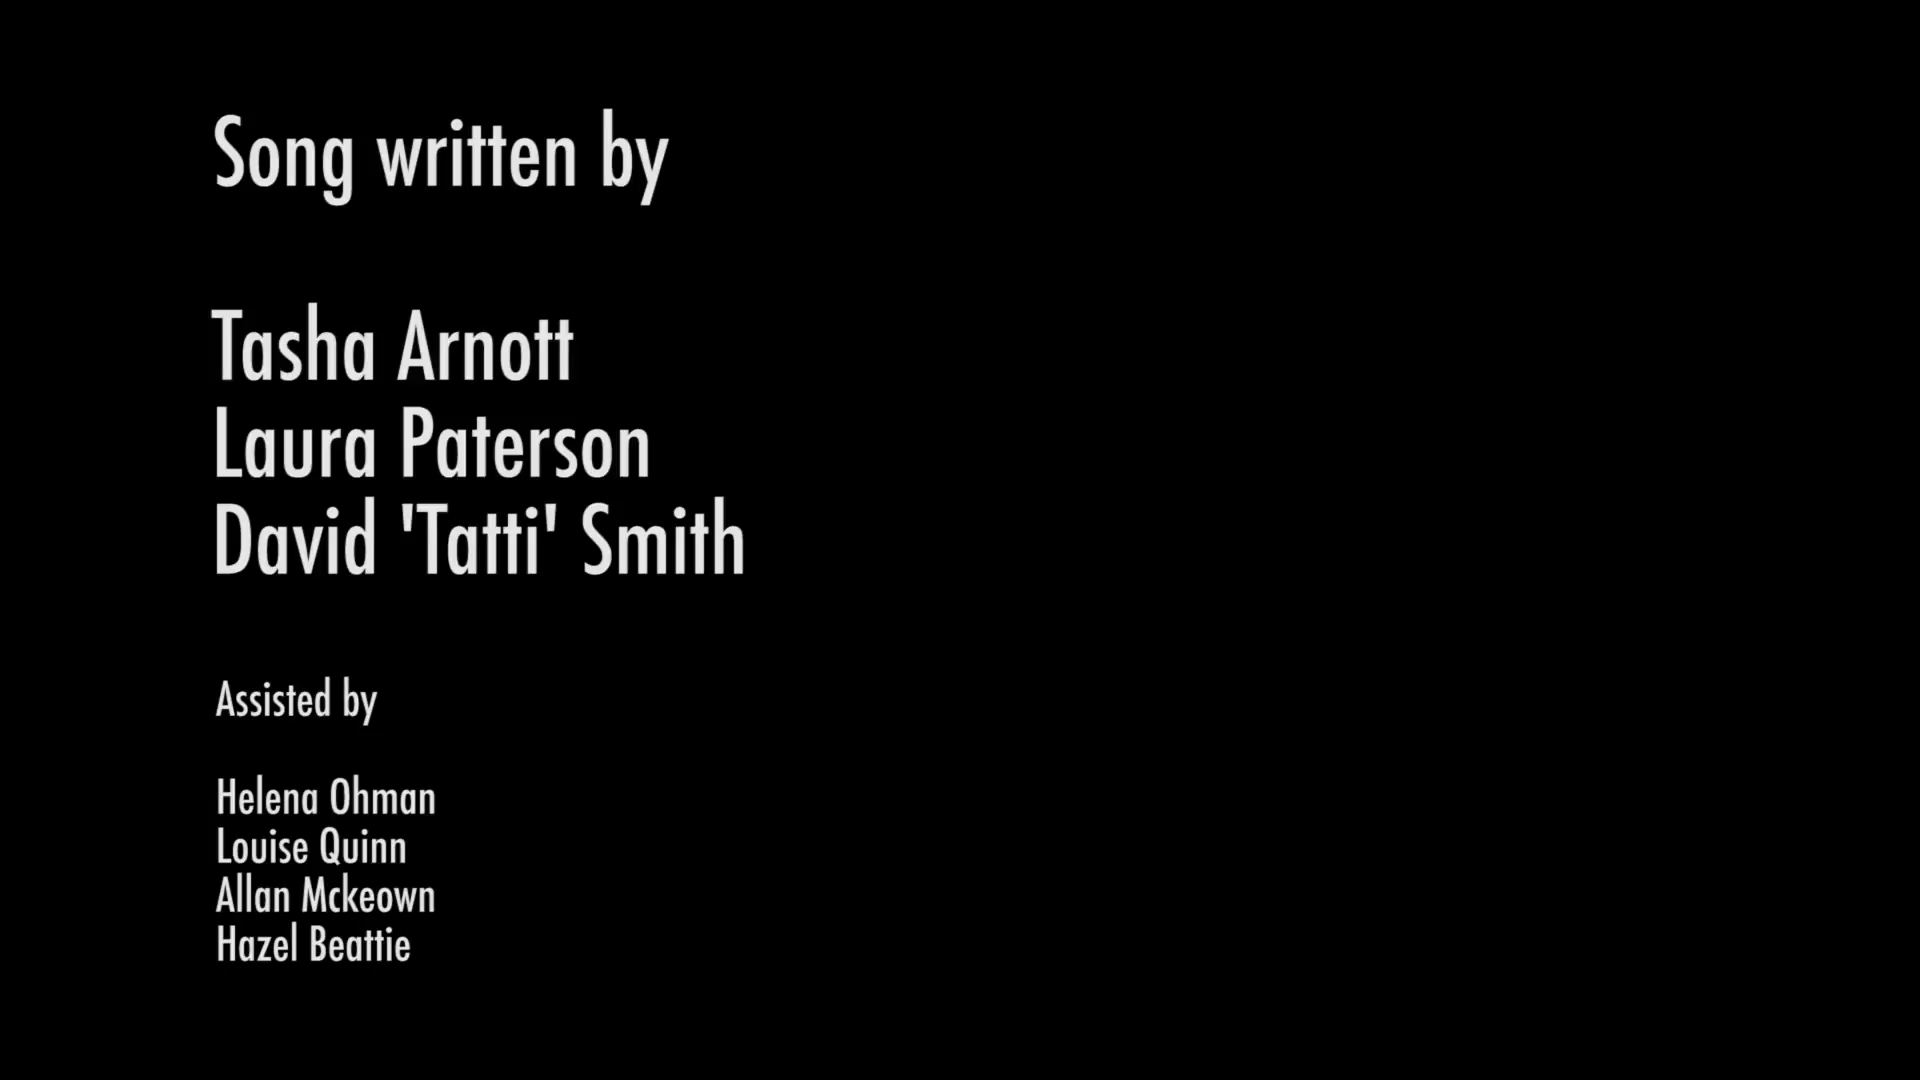 Song written by
Tasha Arnott
Laura Paterson
David 'Tatti' Smith
Assisted by
Helena Ohman
Louise Quinn
Allan Mckeown
Hazel Beattie